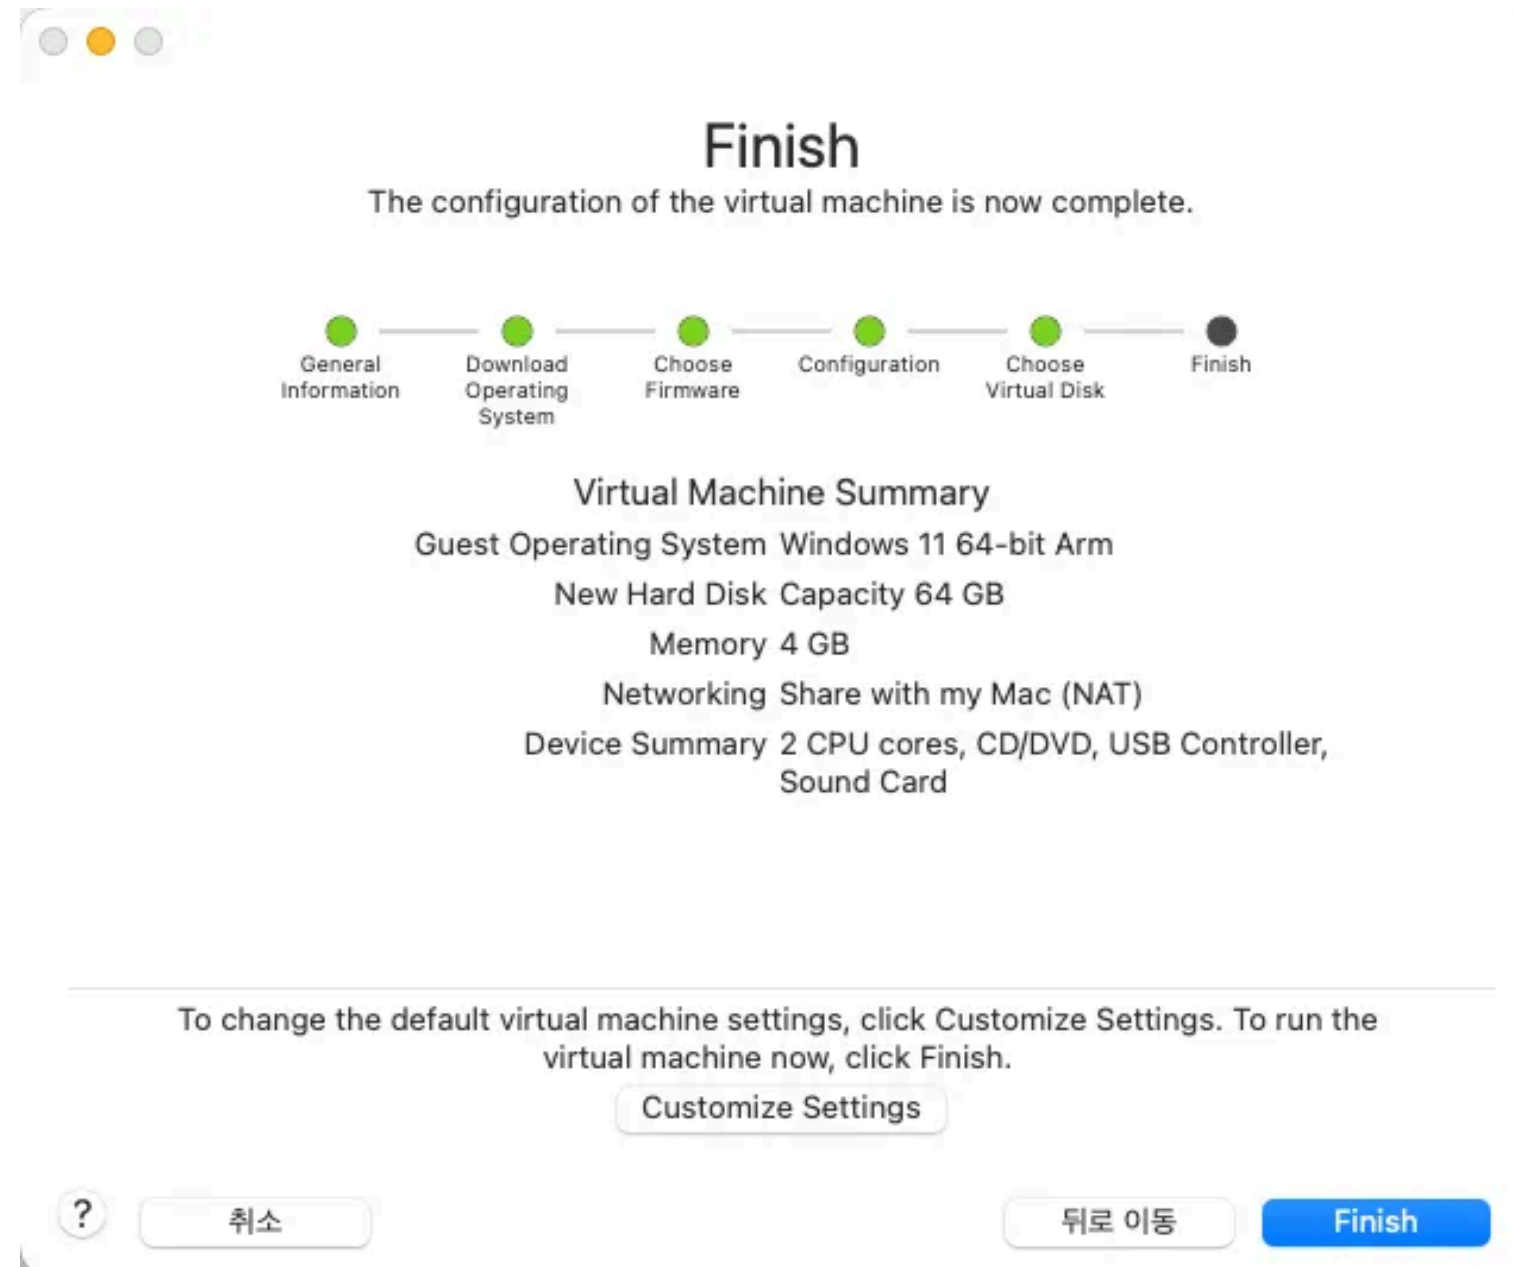 Finish
The configuration of the virtual machine is now complete.
General
Information
Download
Operating
System
Choose
Firmware
Configuration
Choose
Virtual Disk
Finish
Virtual Machine Summary
Guest Operating System Windows 11 64-bit Arm
New Hard Disk Capacity 64 GB
Memory 4 GB
Networking Share with my Mac (NAT)
Device Summary 2 CPU cores, CD/DVD, USB Controller,
Sound Card
To change the default virtual machine settings, click Customize Settings. To run the
virtual machine now, click Finish.
Customize Settings
? 취소 뒤로 이동 Finish